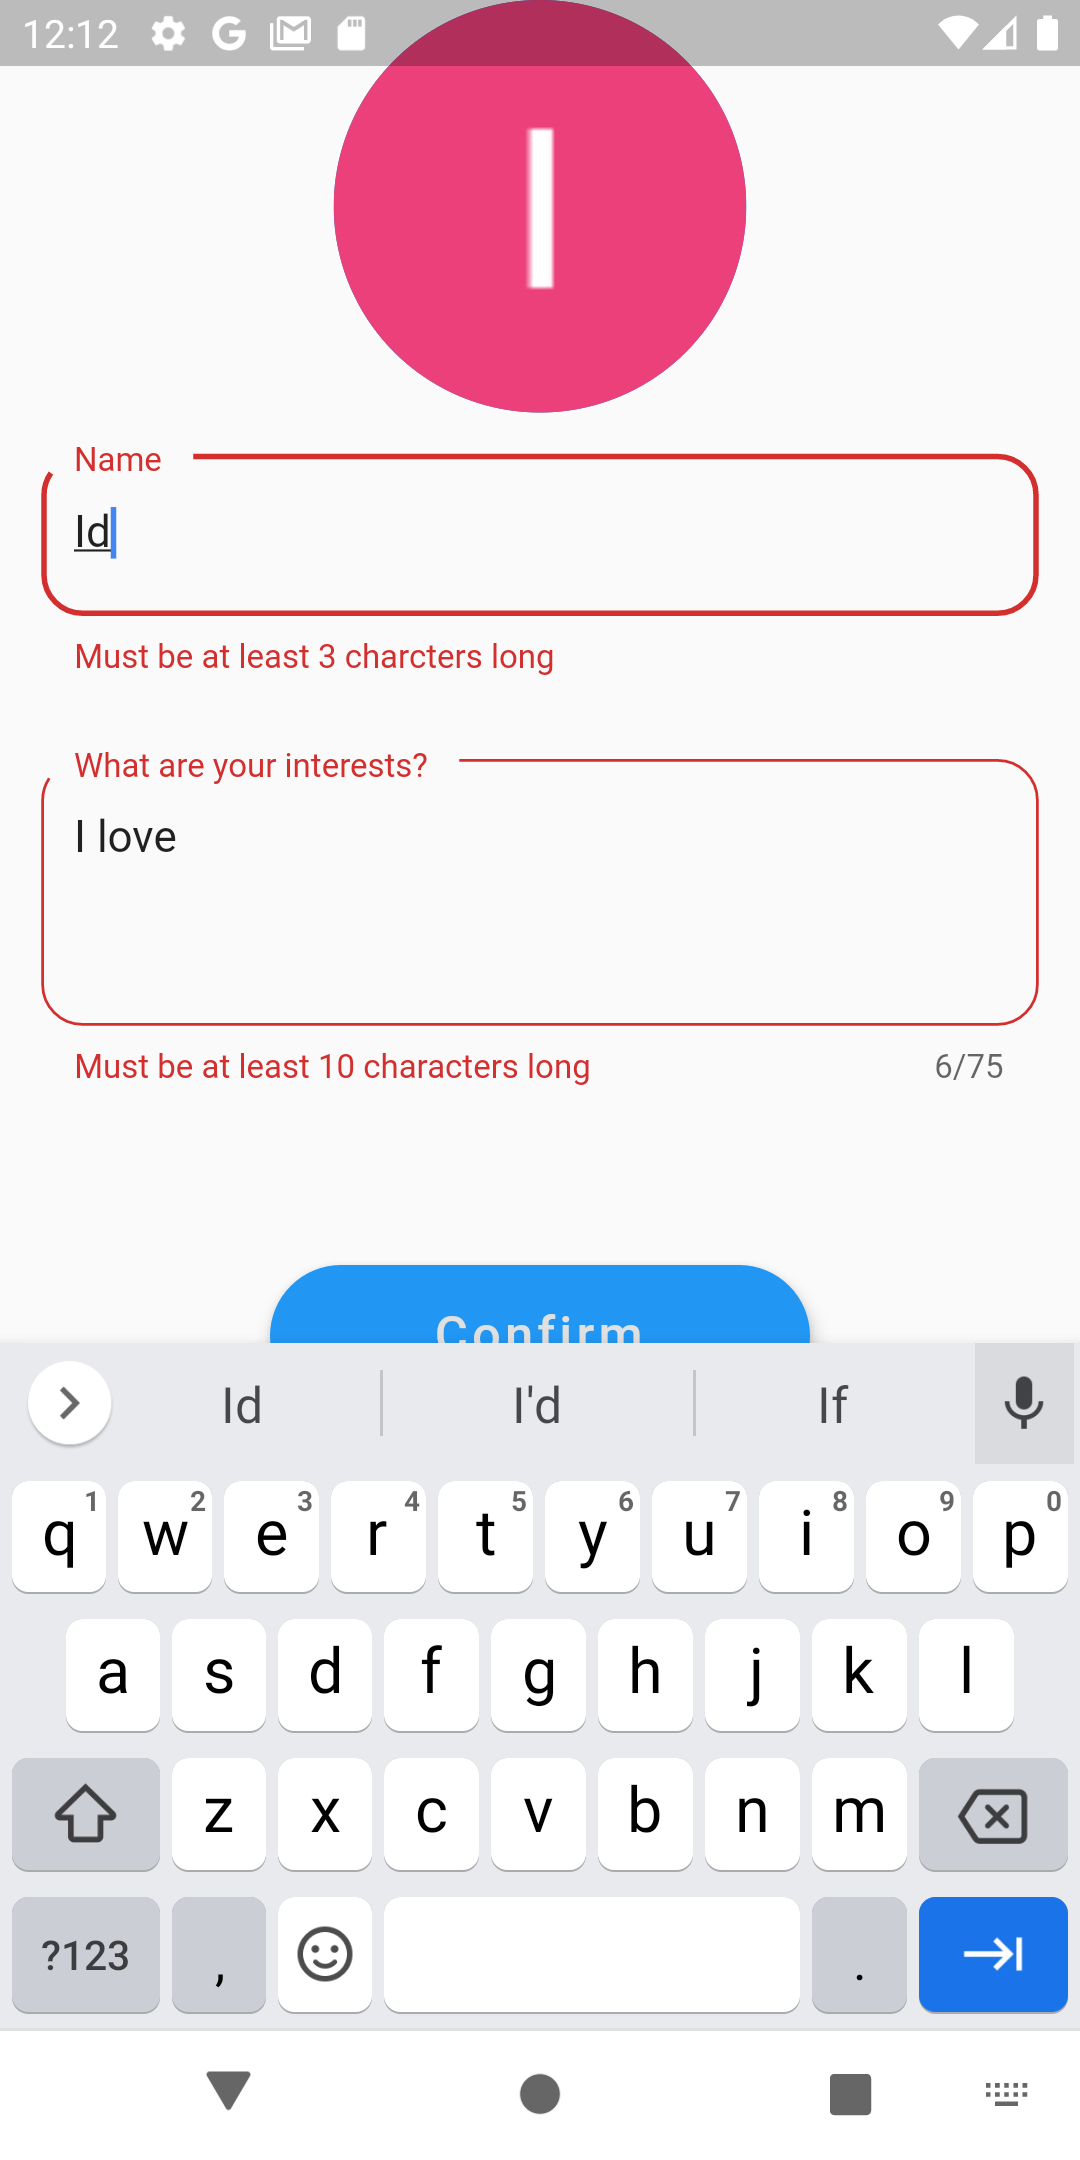 12:12
I
Name
Id
Must be at least 3 charcters long
What are your interests?
I love
Must be at least 10 characters long 6/75
Confirm
Id I'd If
q 1 w 2 e 3 r 4 t 5 y 6 u 7 i 8 o 9 p 0
a s d f g h j k l
z x c v b n m
?123 , .